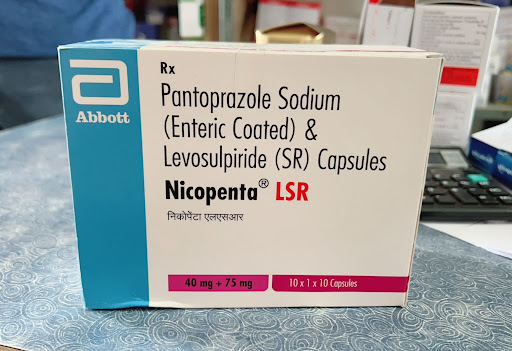 Abbott
Rx
Pantoprazole Sodium
(Enteric Coated) &
Levosulpiride (SR) Capsules
Nicopenta® LSR
निकोपेंटा एलएसआर
40 mg + 75 mg
10 x 1 x 10 Capsules